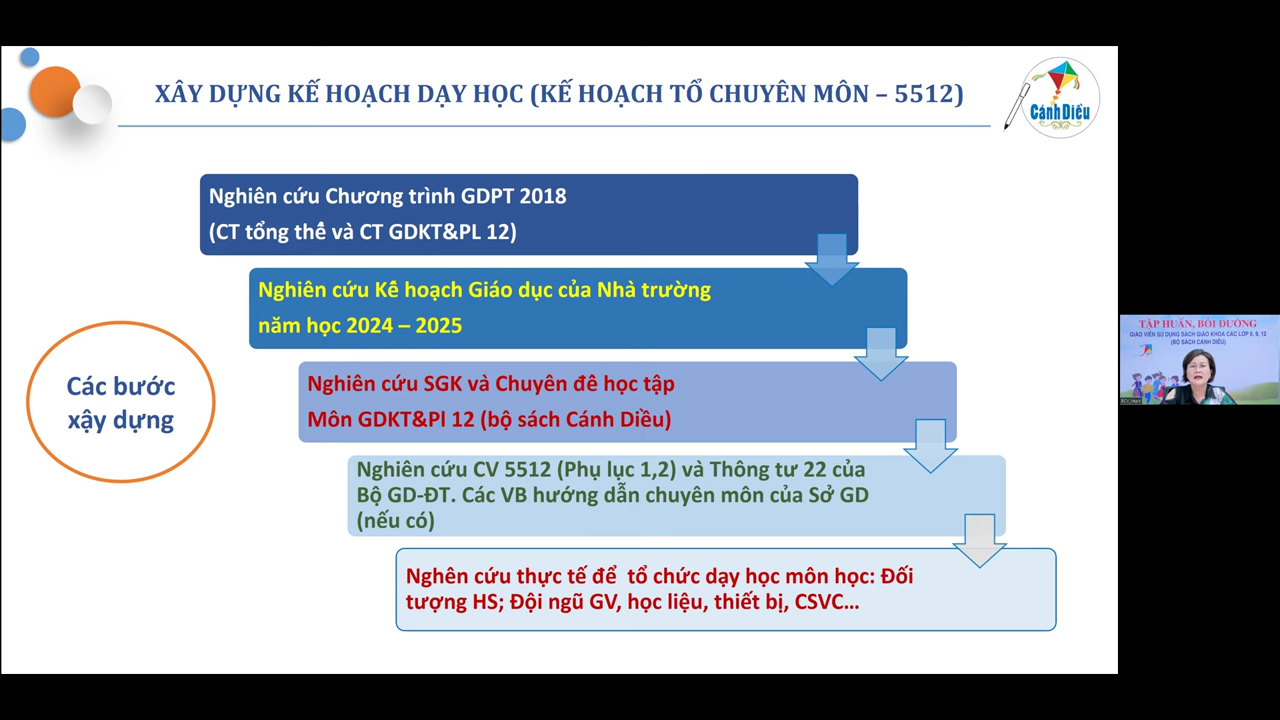 XÂY DỰNG KẾ HOẠCH DẠY HỌC (KẾ HOẠCH TỔ CHUYÊN MÔN – 5512)
Cánh Diều
Nghiên cứu Chương trình GDPT 2018
(CT tổng thể và CT GDKT&PL 12)
Nghiên cứu Kế hoạch Giáo dục của Nhà trường
năm học 2024 – 2025
Các bước
xậy dựng
Nghiên cứu SGK và Chuyên đề học tập
Môn GDKT&Pl 12 (bộ sách Cánh Diều)
Nghiên cứu CV 5512 (Phụ lục 1,2) và Thông tư 22 của
Bộ GD-ĐT. Các VB hướng dẫn chuyên môn của Sở GD
(nếu có)
Nghên cứu thực tế để tổ chức dạy học môn học: Đối
tượng HS; Đội ngũ GV, học liệu, thiết bị, CSVC...
TẬP HUẤN, BỒI DƯỠNG
GIÁO VIÊN SỬ DỤNG SÁCH GIÁO KHOA CÁC LỚP 5, 9, 12
(BỘ SÁCH CÁNH DIỀU)